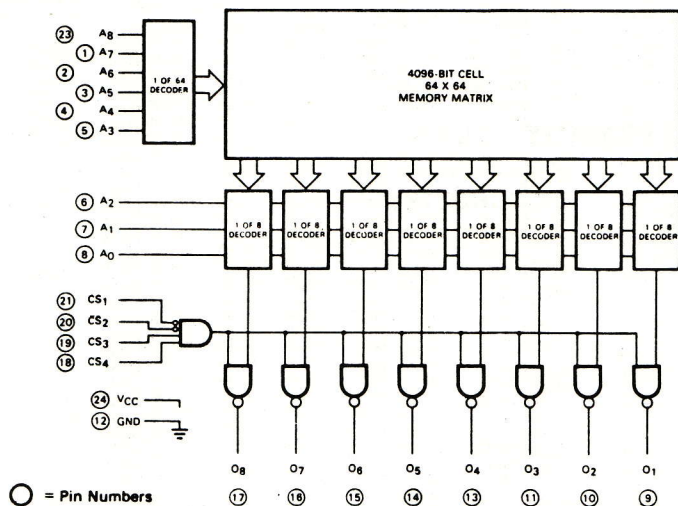 23 A8
1 A7
2 A6
3 A5
4 A4
5 A3
1 OF 64
DECODER
4096-BIT CELL
64 X 64
MEMORY MATRIX
6 A2
7 A1
8 A0
1 OF 8
DECODER
1 OF 8
DECODER
1 OF 8
DECODER
1 OF 8
DECODER
1 OF 8
DECODER
1 OF 8
DECODER
1 OF 8
DECODER
1 OF 8
DECODER
21 CS1
20 CS2
19 CS3
18 CS4
24 VCC
12 GND
O8 O7 O6 O5 O4 O3 O2 O1
17 16 15 14 13 11 10 9
= Pin Numbers